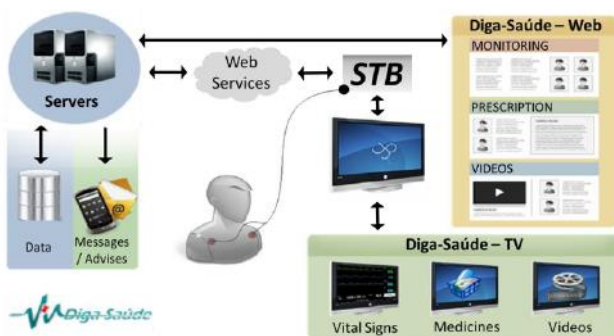 Servers
Data
Messages
/ Advises
Web
Services
STB
Diga-Saúde – Web
MONITORING
PRESCRIPTION
VIDEOS
Diga-Saúde – TV
Vital Signs
Medicines
Videos
Diga-Saúde